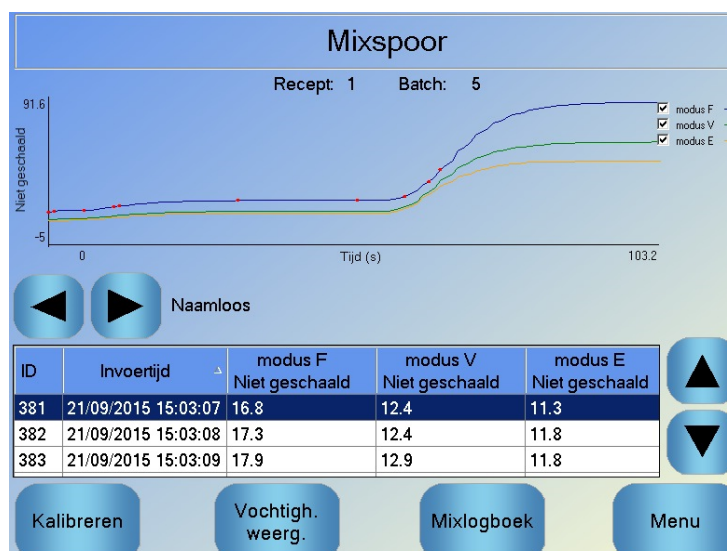 Mixspoor
Recept: 1 Batch: 5
91.6
Niet geschaald
-5
0
Tijd (s)
103.2
modus F
modus V
modus E
Naamloos
ID Invoertijd modus F Niet geschaald modus V Niet geschaald modus E Niet geschaald
381 21/09/2015 15:03:07 16.8 12.4 11.3
382 21/09/2015 15:03:08 17.3 12.4 11.8
383 21/09/2015 15:03:09 17.9 12.9 11.8
Kalibreren
Vochtigh.
weerg.
Mixlogboek
Menu